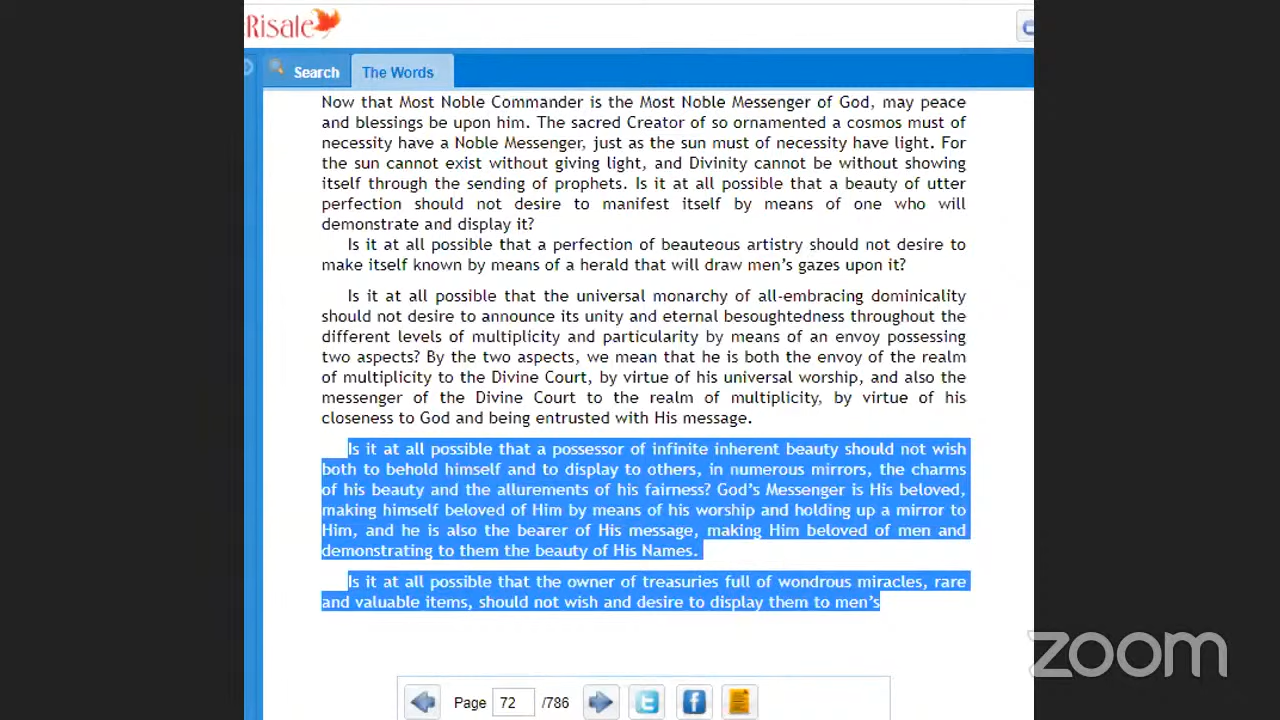 Risale
Search
The Words
Now that Most Noble Commander is the Most Noble Messenger of God, may peace
and blessings be upon him. The sacred Creator of so ornamented a cosmos must of
necessity have a Noble Messenger, just as the sun must of necessity have light. For
the sun cannot exist without giving light, and Divinity cannot be without showing
itself through the sending of prophets. Is it at all possible that a beauty of utter
perfection should not desire to manifest itself by means of one who will
demonstrate and display it?
Is it at all possible that a perfection of beauteous artistry should not desire to
make itself known by means of a herald that will draw men’s gazes upon it?
Is it at all possible that the universal monarchy of all-embracing dominicality
should not desire to announce its unity and eternal besoughtedness throughout the
different levels of multiplicity and particularity by means of an envoy possessing
two aspects? By the two aspects, we mean that he is both the envoy of the realm
of multiplicity to the Divine Court, by virtue of his universal worship, and also the
messenger of the Divine Court to the realm of multiplicity, by virtue of his
closeness to God and being entrusted with His message.
Is it at all possible that a possessor of infinite inherent beauty should not wish
both to behold himself and to display to others, in numerous mirrors, the charms
of his beauty and the allurements of his fairness? God’s Messenger is His beloved,
making himself beloved of Him by means of his worship and holding up a mirror to
Him, and he is also the bearer of His message, making Him beloved of men and
demonstrating to them the beauty of His Names.
Is it at all possible that the owner of treasuries full of wondrous miracles, rare
and valuable items, should not wish and desire to display them to men’s
zoom
Page 72 /786